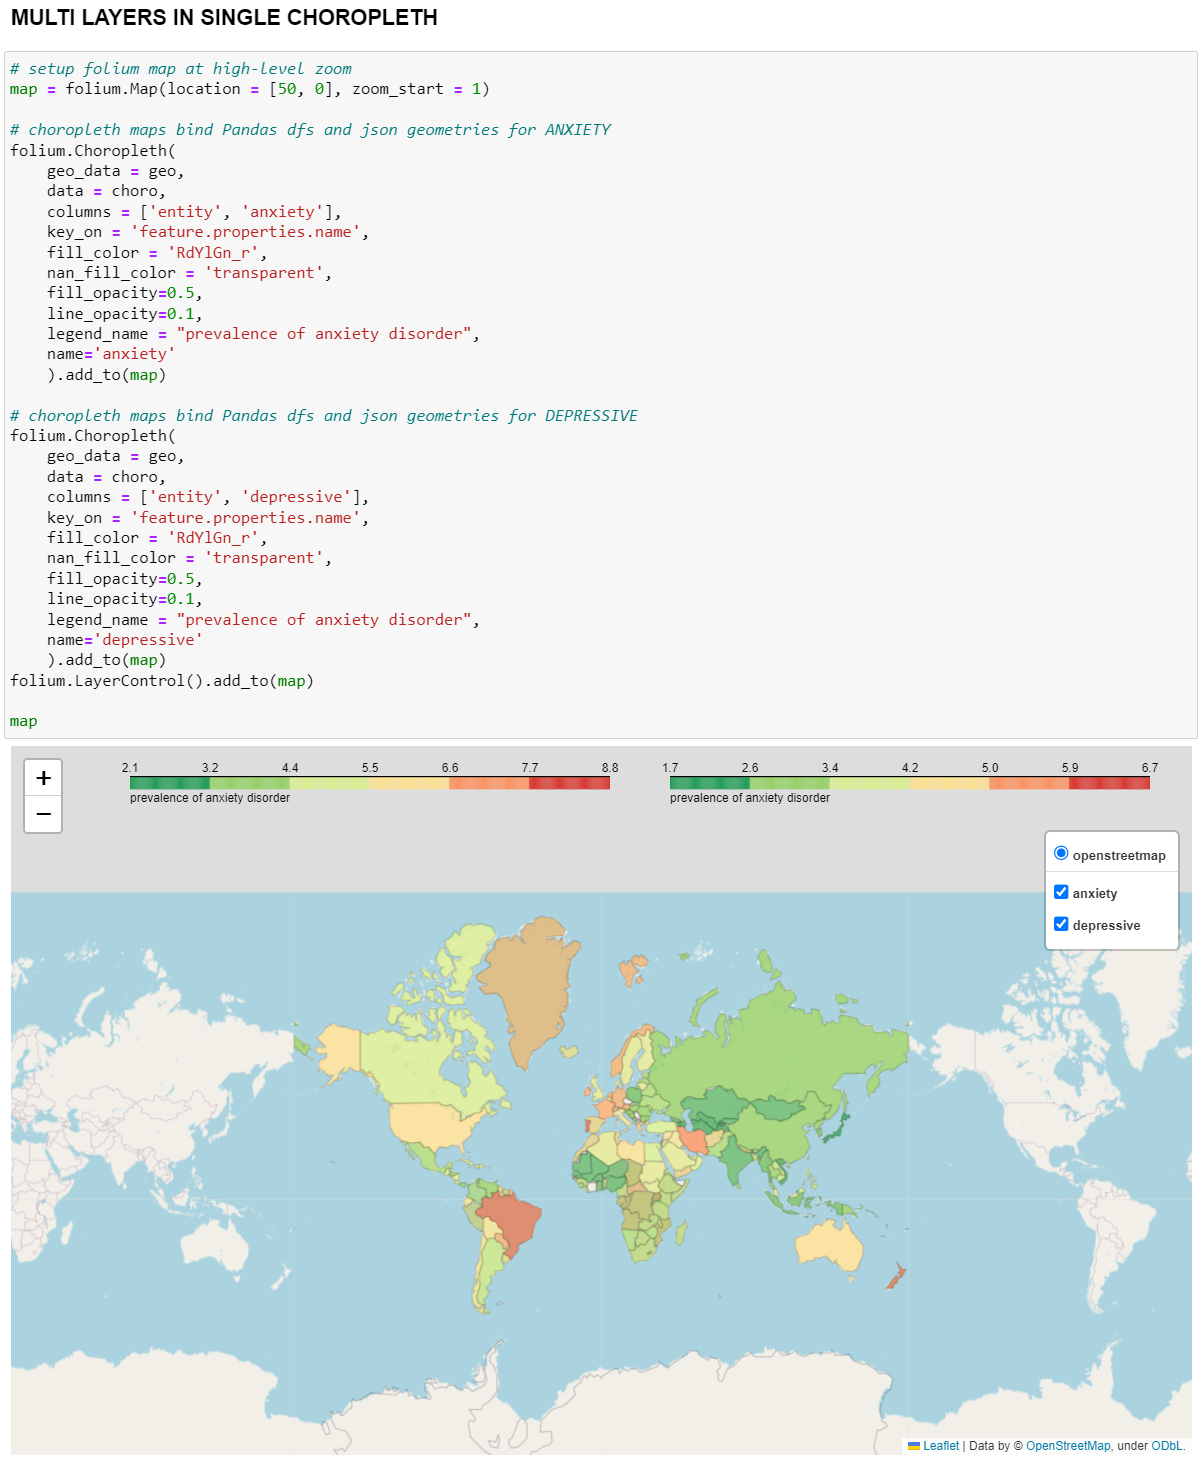 MULTI LAYERS IN SINGLE CHOROPLETH
# setup folium map at high-level zoom
map = folium.Map(location = [50, 0], zoom_start = 1)
# choropleth maps bind Pandas dfs and json geometries for ANXIETY
folium.Choropleth(
    geo_data = geo,
    data = choro,
    columns = ['entity', 'anxiety'],
    key_on = 'feature.properties.name',
    fill_color = 'RdYlGn_r',
    nan_fill_color = 'transparent',
    fill_opacity=0.5,
    line_opacity=0.1,
    legend_name = "prevalence of anxiety disorder",
    name='anxiety'
    ).add_to(map)
# choropleth maps bind Pandas dfs and json geometries for DEPRESSIVE
folium.Choropleth(
    geo_data = geo,
    data = choro,
    columns = ['entity', 'depressive'],
    key_on = 'feature.properties.name',
    fill_color = 'RdYlGn_r',
    nan_fill_color = 'transparent',
    fill_opacity=0.5,
    line_opacity=0.1,
    legend_name = "prevalence of anxiety disorder",
    name='depressive'
    ).add_to(map)
folium.LayerControl().add_to(map)
map
+
−
2.1 3.2 4.4 5.5 6.6 7.7 8.8
prevalence of anxiety disorder
1.7 2.6 3.4 4.2 5.0 5.9 6.7
prevalence of anxiety disorder
openstreetmap
anxiety
depressive
Leaflet | Data by © OpenStreetMap, under ODbL.